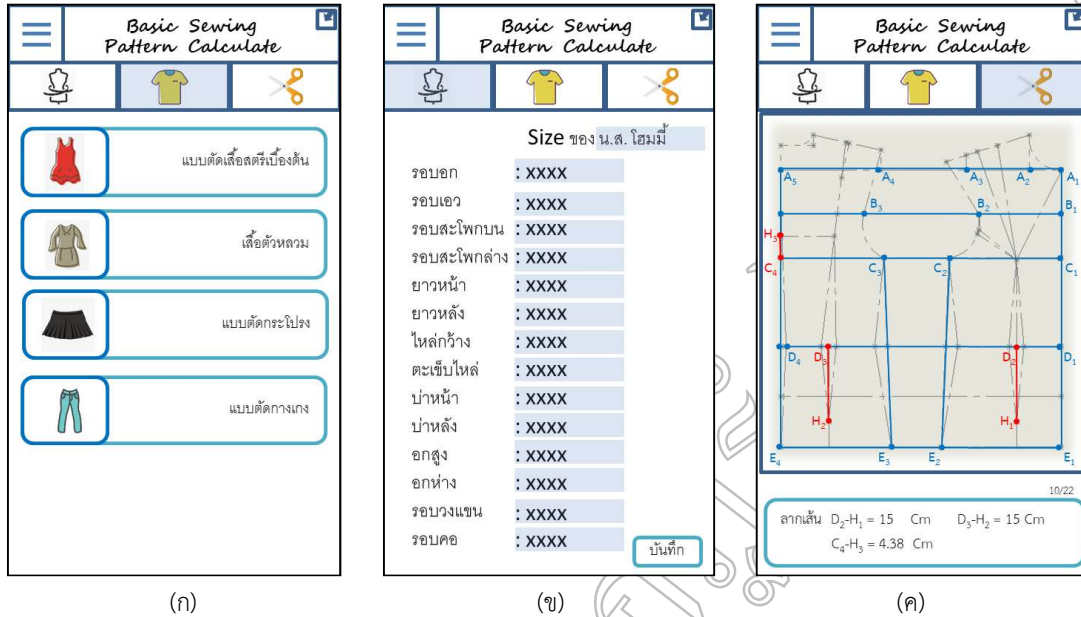 Basic Sewing
Pattern Calculate
แบบตัดเสื้อสตรีเบื้องต้น
เสื้อตัวหลวม
แบบตัดกระโปรง
แบบตัดกางเกง
(ก)
Basic Sewing
Pattern Calculate
Size ของ น.ส. โฮมมี้
รอบอก : xxxx
รอบเอว : xxxx
รอบสะโพกบน : xxxx
รอบสะโพกล่าง : xxxx
ยาวหน้า : xxxx
ยาวหลัง : xxxx
ไหล่กว้าง : xxxx
ตะเข็บไหล่ : xxxx
บ่าหน้า : xxxx
บ่าหลัง : xxxx
อกสูง : xxxx
อกห่าง : xxxx
รอบวงแขน : xxxx
รอบคอ : xxxx
บันทึก
(ข)
Basic Sewing
Pattern Calculate
A5 A4 A3 A2 A1
B3 B2 B1
H3
C4 C3 C2 C1
D4 D3 D2 D1
H2 H1
E4 E3 E2 E1
10/22
ลากเส้น D2-H1 = 15 Cm D3-H2 = 15 Cm
C4-H3 = 4.38 Cm
(ค)